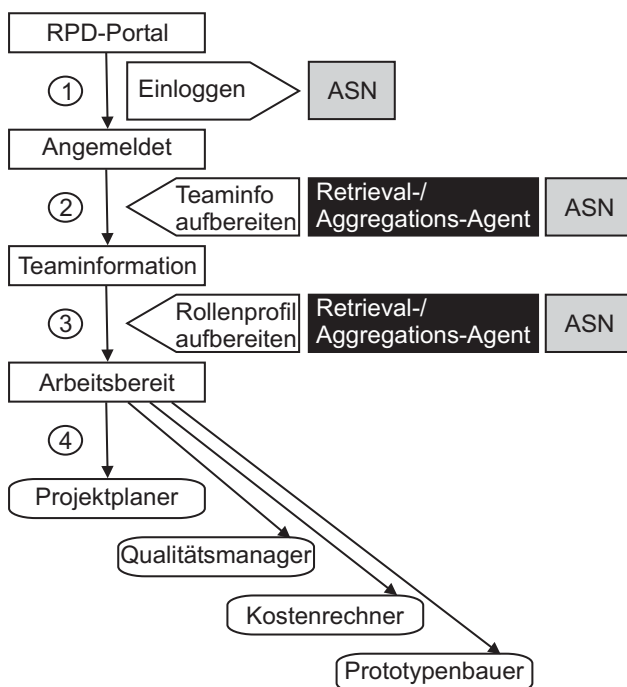 RPD-Portal
1
Einloggen
ASN
Angemeldet
2
Teaminfo
aufbereiten
Retrieval-/
Aggregations-Agent
ASN
Teaminformation
3
Rollenprofil
aufbereiten
Retrieval-/
Aggregations-Agent
ASN
Arbeitsbereit
4
Projektplaner
Qualitätsmanager
Kostenrechner
Prototypenbauer